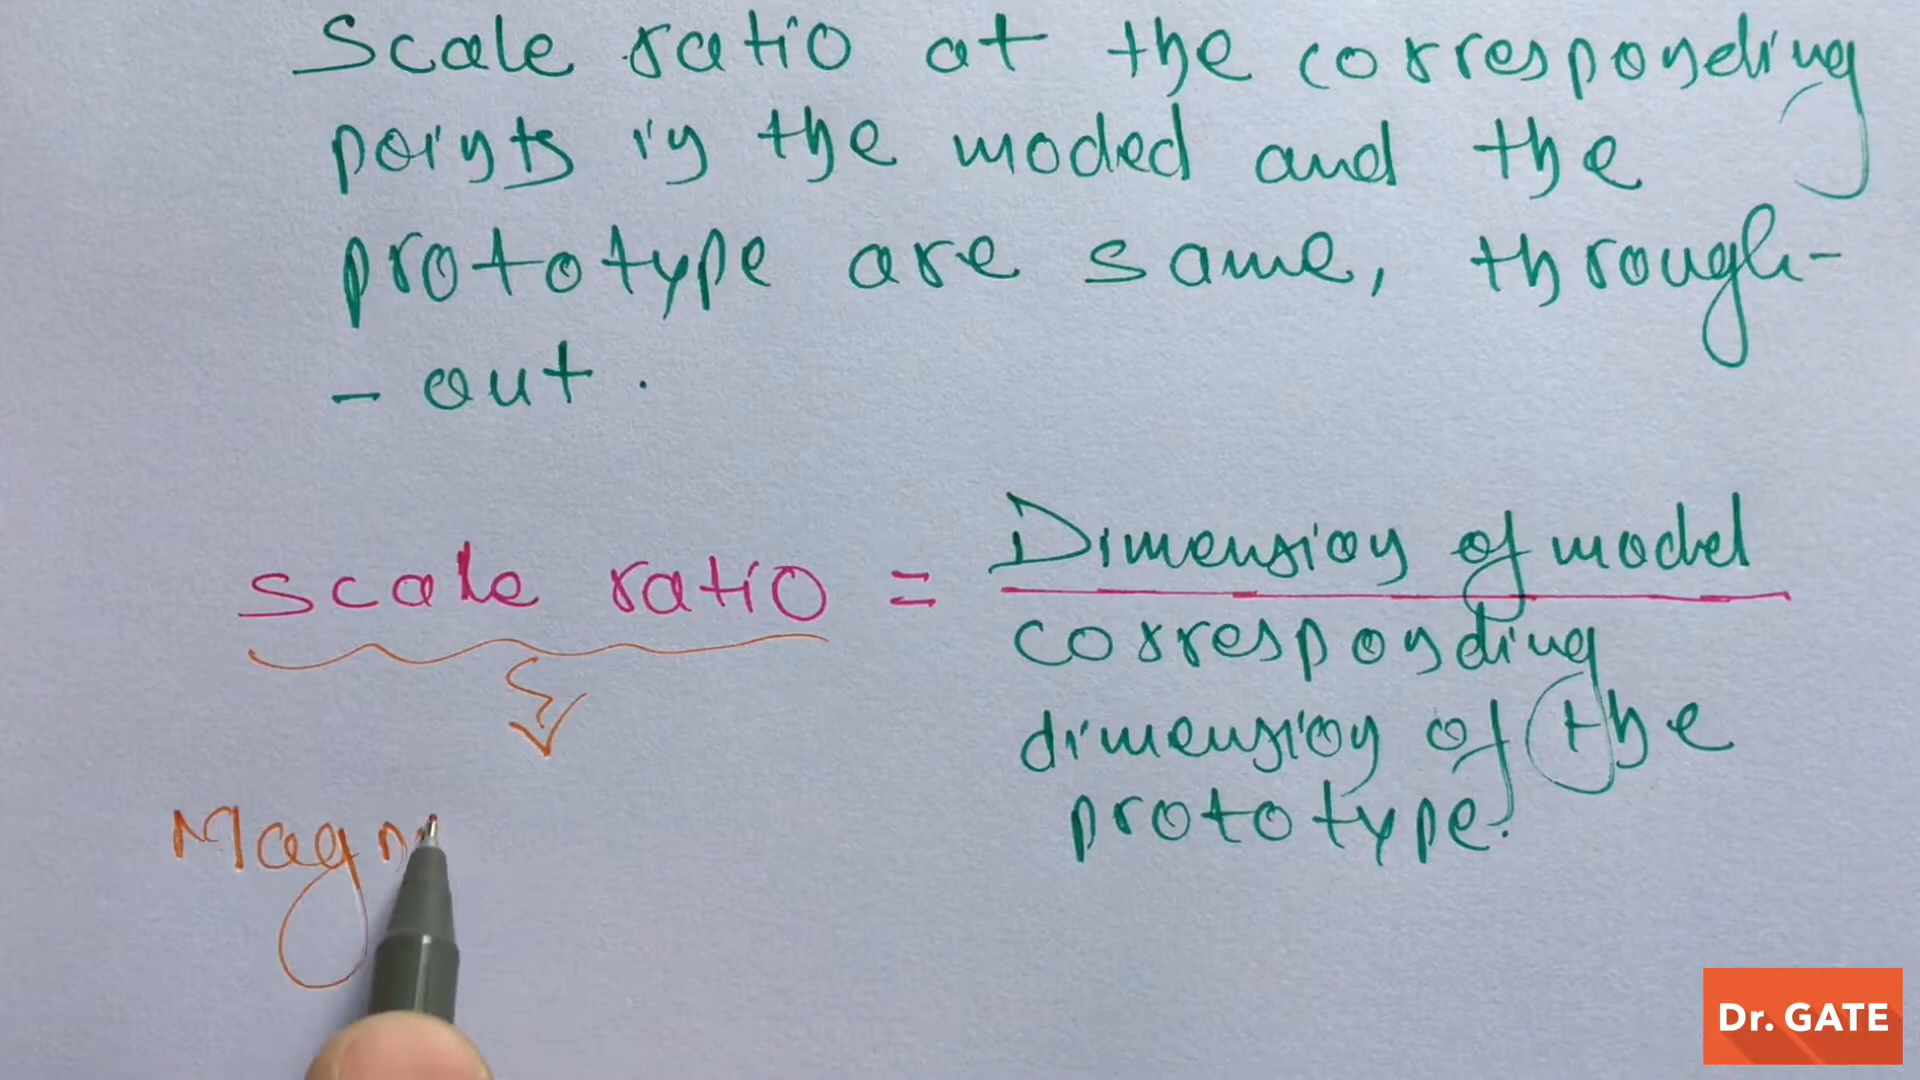 Scale ratio at the corresponding
points in the model and the
prototype are same, through-
- out.
scale ratio = Dimension of model
corresponding
dimension of the
prototype.
Magn
Dr. GATE